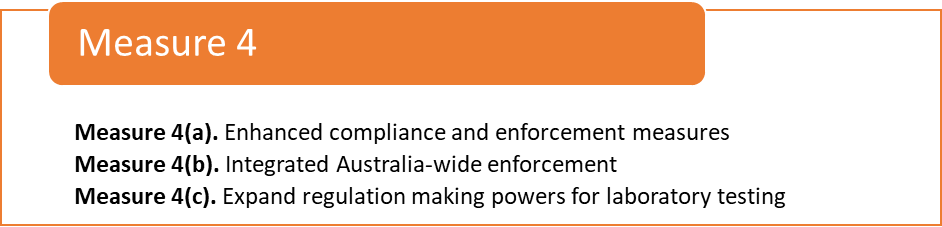 Measure 4
Measure 4(a). Enhanced compliance and enforcement measures
Measure 4(b). Integrated Australia-wide enforcement
Measure 4(c). Expand regulation making powers for laboratory testing